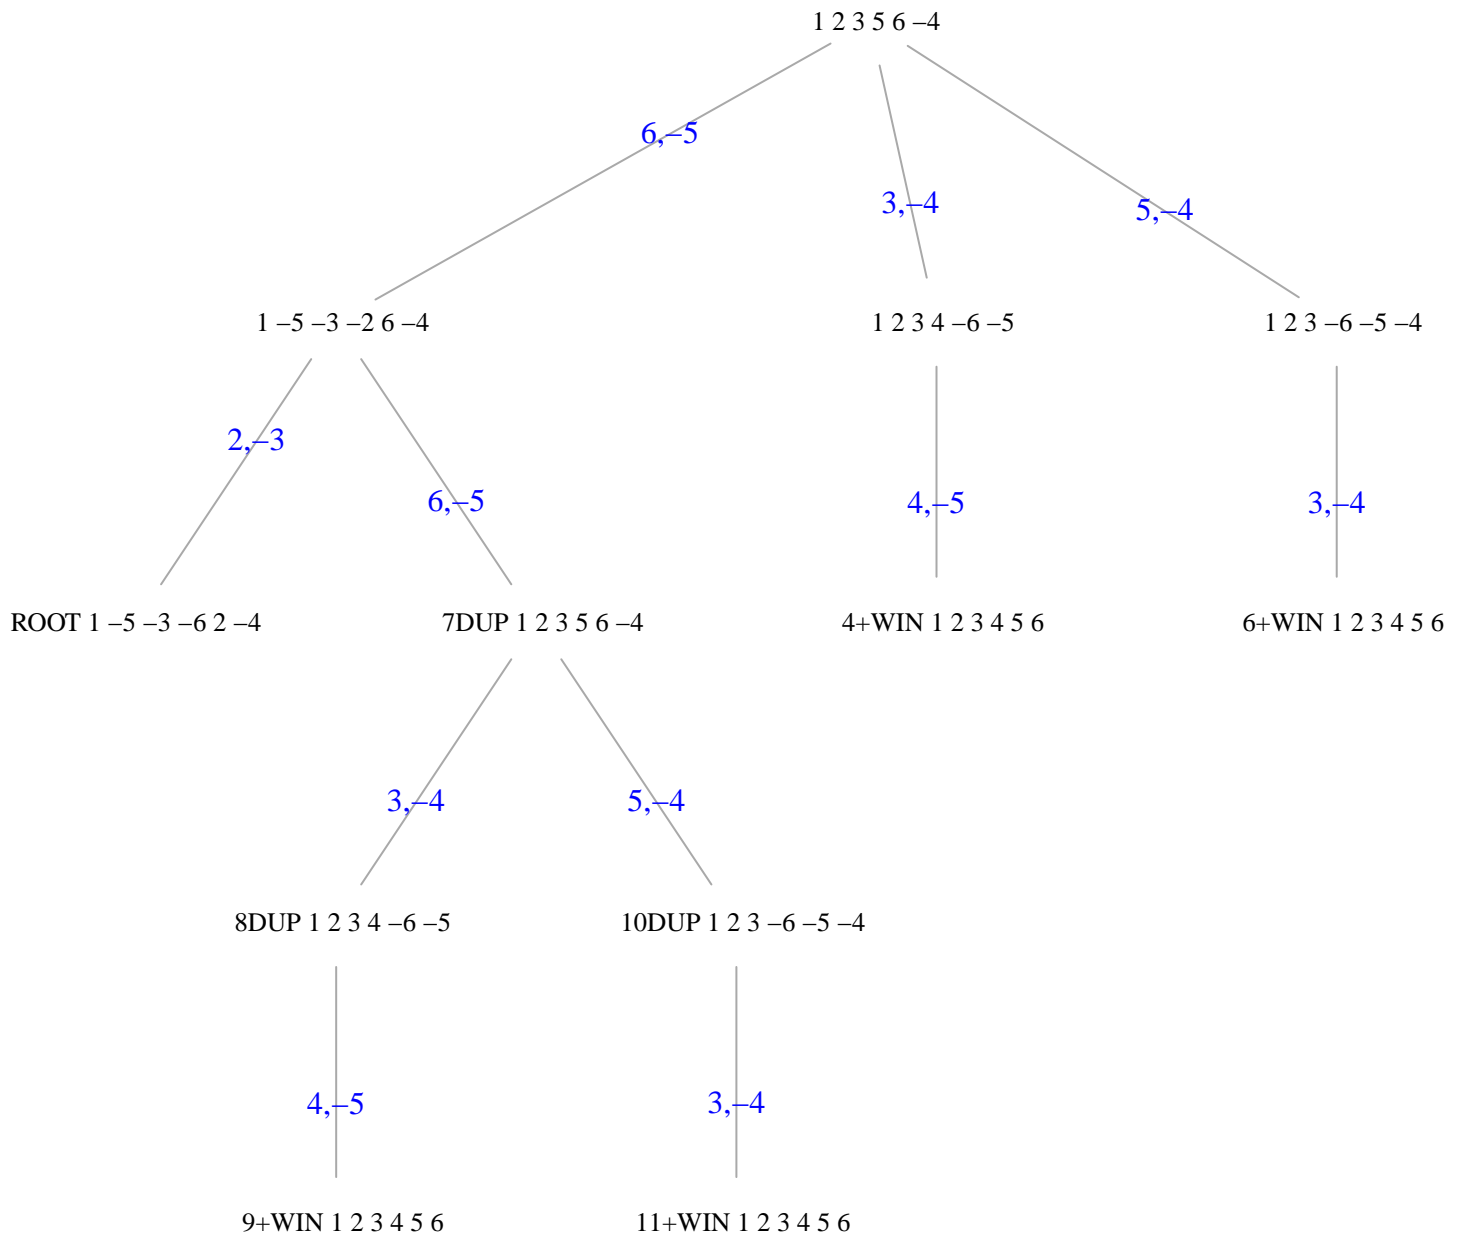 1 2 3 5 6 –4
6,–5
3,–4
5,–4
1 –5 –3 –2 6 –4
1 2 3 4 –6 –5
1 2 3 –6 –5 –4
2,–3
6,–5
4,–5
3,–4
ROOT 1 –5 –3 –6 2 –4
7DUP 1 2 3 5 6 –4
4+WIN 1 2 3 4 5 6
6+WIN 1 2 3 4 5 6
3,–4
5,–4
8DUP 1 2 3 4 –6 –5
10DUP 1 2 3 –6 –5 –4
4,–5
3,–4
9+WIN 1 2 3 4 5 6
11+WIN 1 2 3 4 5 6